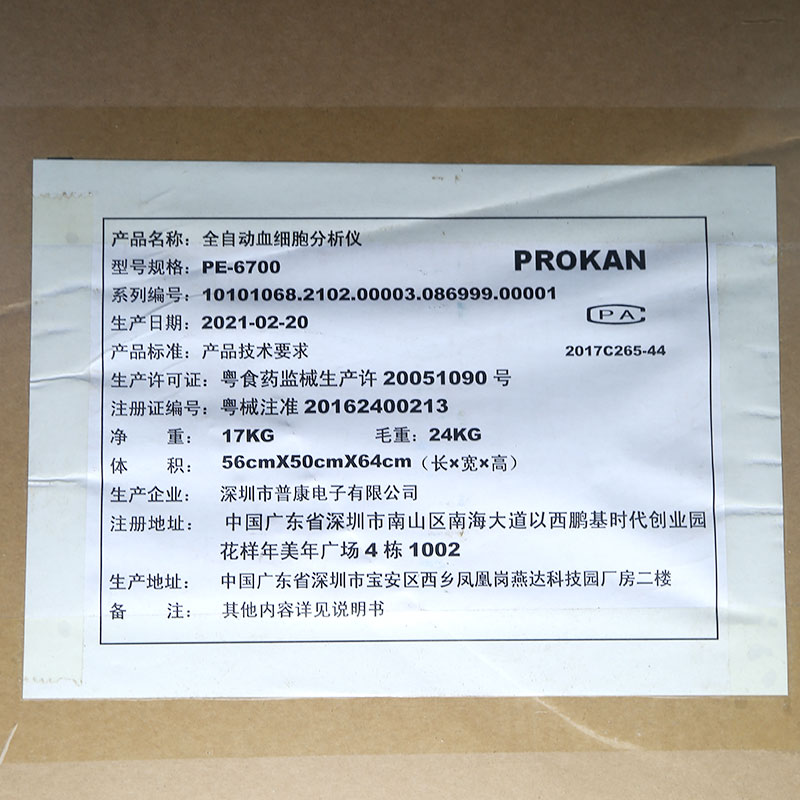 产品名称：全自动血细胞分析仪
型号规格：PE-6700
PROKAN
系列编号：10101068.2102.00003.086999.00001
生产日期：2021-02-20
CPA
产品标准：产品技术要求
2017C265-44
生产许可证：粤食药监械生产许 20051090 号
注册证编号：粤械注准 20162400213
净 重：17KG 毛重：24KG
体 积：56cmX50cmX64cm（长×宽×高）
生产企业：深圳市普康电子有限公司
注册地址：中国广东省深圳市南山区南海大道以西鹏基时代创业园
花样年美年广场 4 栋 1002
生产地址：中国广东省深圳市宝安区西乡凤凰岗燕达科技园厂房二楼
备 注：其他内容详见说明书